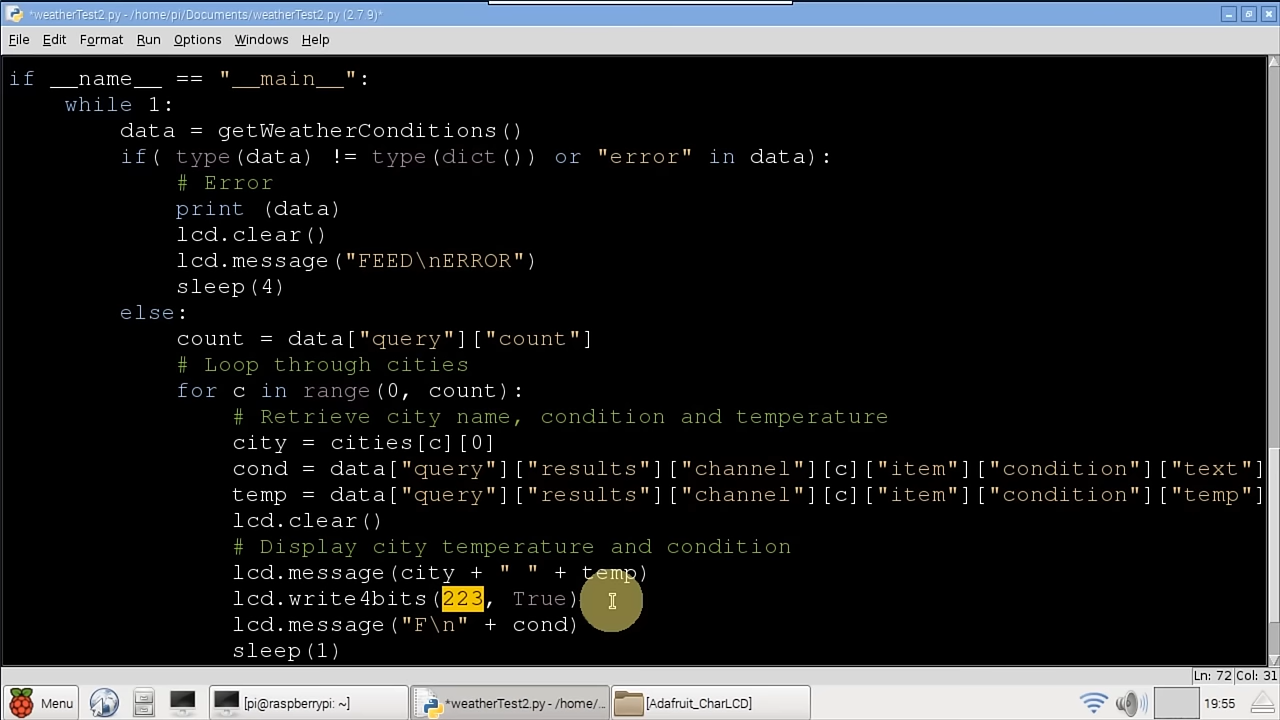 *weatherTest2.py - /home/pi/Documents/weatherTest2.py (2.7.9)*
File Edit Format Run Options Windows Help
if __name__ == "__main__":
    while 1:
        data = getWeatherConditions()
        if( type(data) != type(dict()) or "error" in data):
            # Error
            print (data)
            lcd.clear()
            lcd.message("FEED\nERROR")
            sleep(4)
        else:
            count = data["query"]["count"]
            # Loop through cities
            for c in range(0, count):
                # Retrieve city name, condition and temperature
                city = cities[c][0]
                cond = data["query"]["results"]["channel"][c]["item"]["condition"]["text"]
                temp = data["query"]["results"]["channel"][c]["item"]["condition"]["temp"]
                lcd.clear()
                # Display city temperature and condition
                lcd.message(city + " " + temp)
                lcd.write4bits(223, True)
                lcd.message("F\n" + cond)
                sleep(1)
Ln: 72 Col: 31
Menu [pi@raspberrypi: ~] *weatherTest2.py - /home/... [Adafruit_CharLCD] 19:55